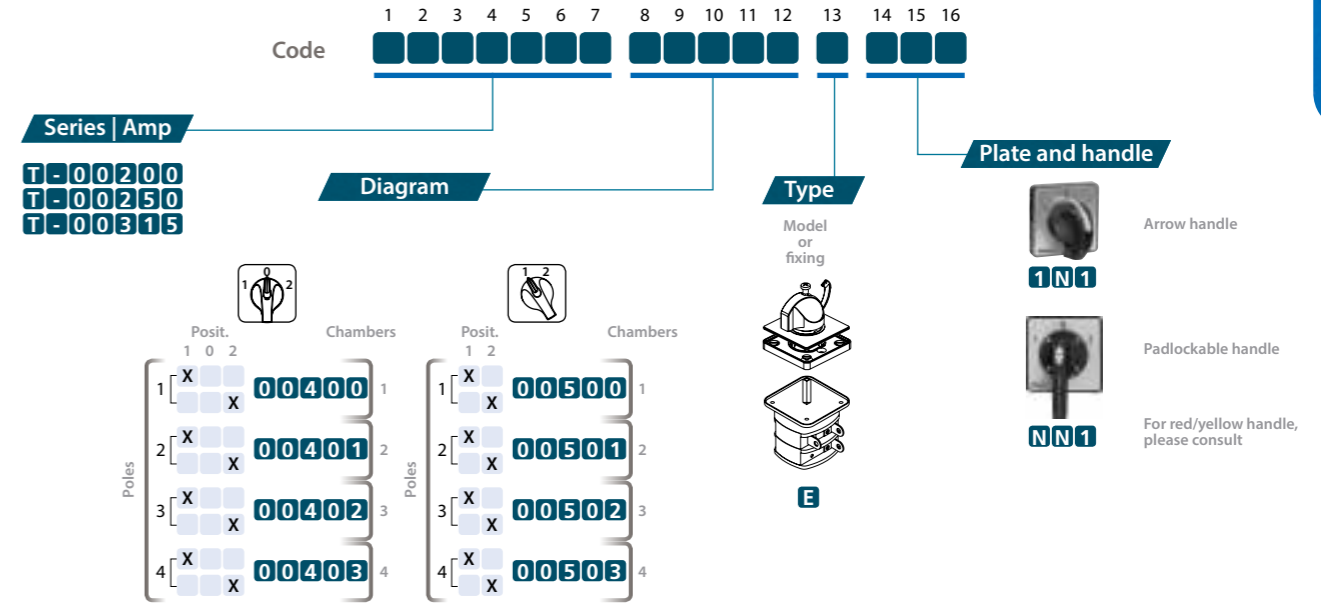 1 2 3 4 5 6 7 8 9 10 11 12 13 14 15 16
Code
Series | Amp
T-00200
T-00250
T-00315
Diagram
Type
Model
or
fixing
E
Plate and handle
Arrow handle
1N1
Padlockable handle
NN1
For red/yellow handle,
please consult
0
1 2
Posit. Chambers
1 0 2
Poles
1 X 00400 1
X
2 X 00401 2
X
3 X 00402 3
X
4 X 00403 4
X
1 2
Posit. Chambers
1 2
Poles
1 X 00500 1
X
2 X 00501 2
X
3 X 00502 3
X
4 X 00503 4
X